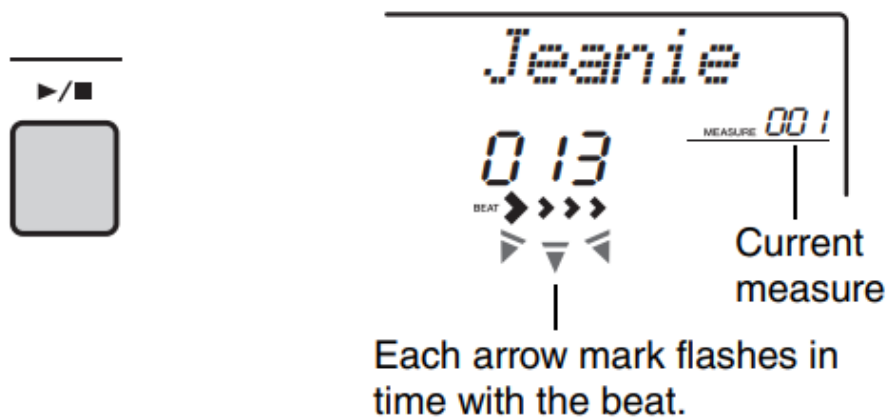 ▶/■
Jeanie
013
MEASURE 001
BEAT
Current
measure
Each arrow mark flashes in
time with the beat.